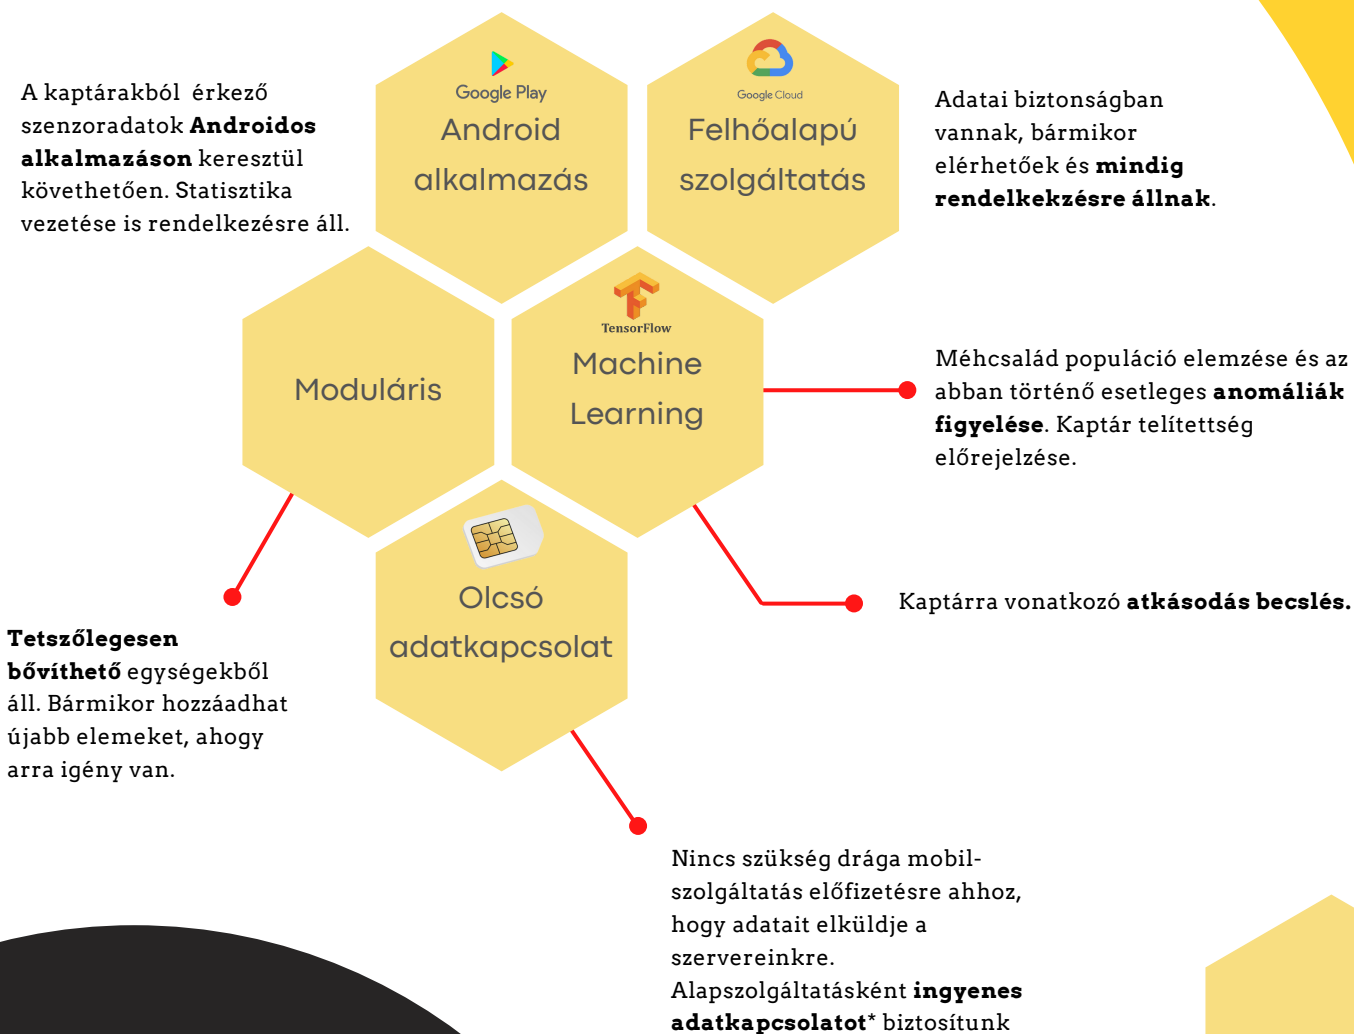 A kaptárakból érkező
szenzoradatok Androidos
alkalmazáson keresztül
követhetően. Statisztika
vezetése is rendelkezésre áll.
Google Play
Android
alkalmazás
Google Cloud
Felhőalapú
szolgáltatás
Adatai biztonságban
vannak, bármikor
elérhetőek és mindig
rendelkekzésre állnak.
Moduláris
TensorFlow
Machine
Learning
Méhcsalád populáció elemzése és az
abban történő esetleges anomáliák
figyelése. Kaptár telítettség
előrejelzése.
Kaptárra vonatkozó atkásodás becslés.
Tetszőlegesen
bővíthető egységekből
áll. Bármikor hozzáadhat
újabb elemeket, ahogy
arra igény van.
Olcsó
adatkapcsolat
Nincs szükség drága mobil-
szolgáltatás előfizetésre ahhoz,
hogy adatait elküldje a
szervereinkre.
Alapszolgáltatásként ingyenes
adatkapcsolatot* biztosítunk